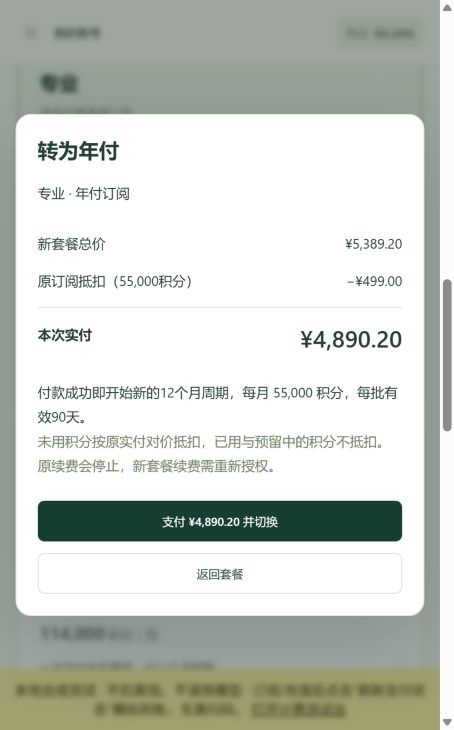 专业
转为年付
专业 · 年付订阅
新套餐总价 ¥5,389.20
原订阅抵扣（55,000积分） −¥499.00
本次实付 ¥4,890.20
付款成功即开始新的12个月周期，每月 55,000 积分，每批有
效90天。
未用积分按原实付对价抵扣，已用与预留中的积分不抵扣。
原续费会停止，新套餐续费需重新授权。
支付 ¥4,890.20 并切换
返回套餐
114,000